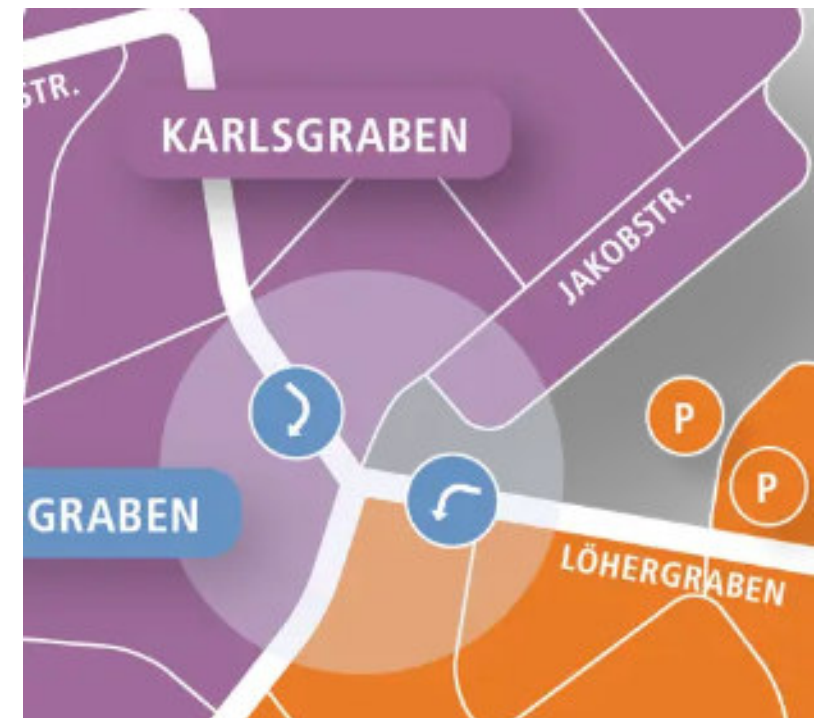 STR.
KARLSGRABEN
JAKOBSTR.
P
P
GRABEN
LÖHERGRABEN